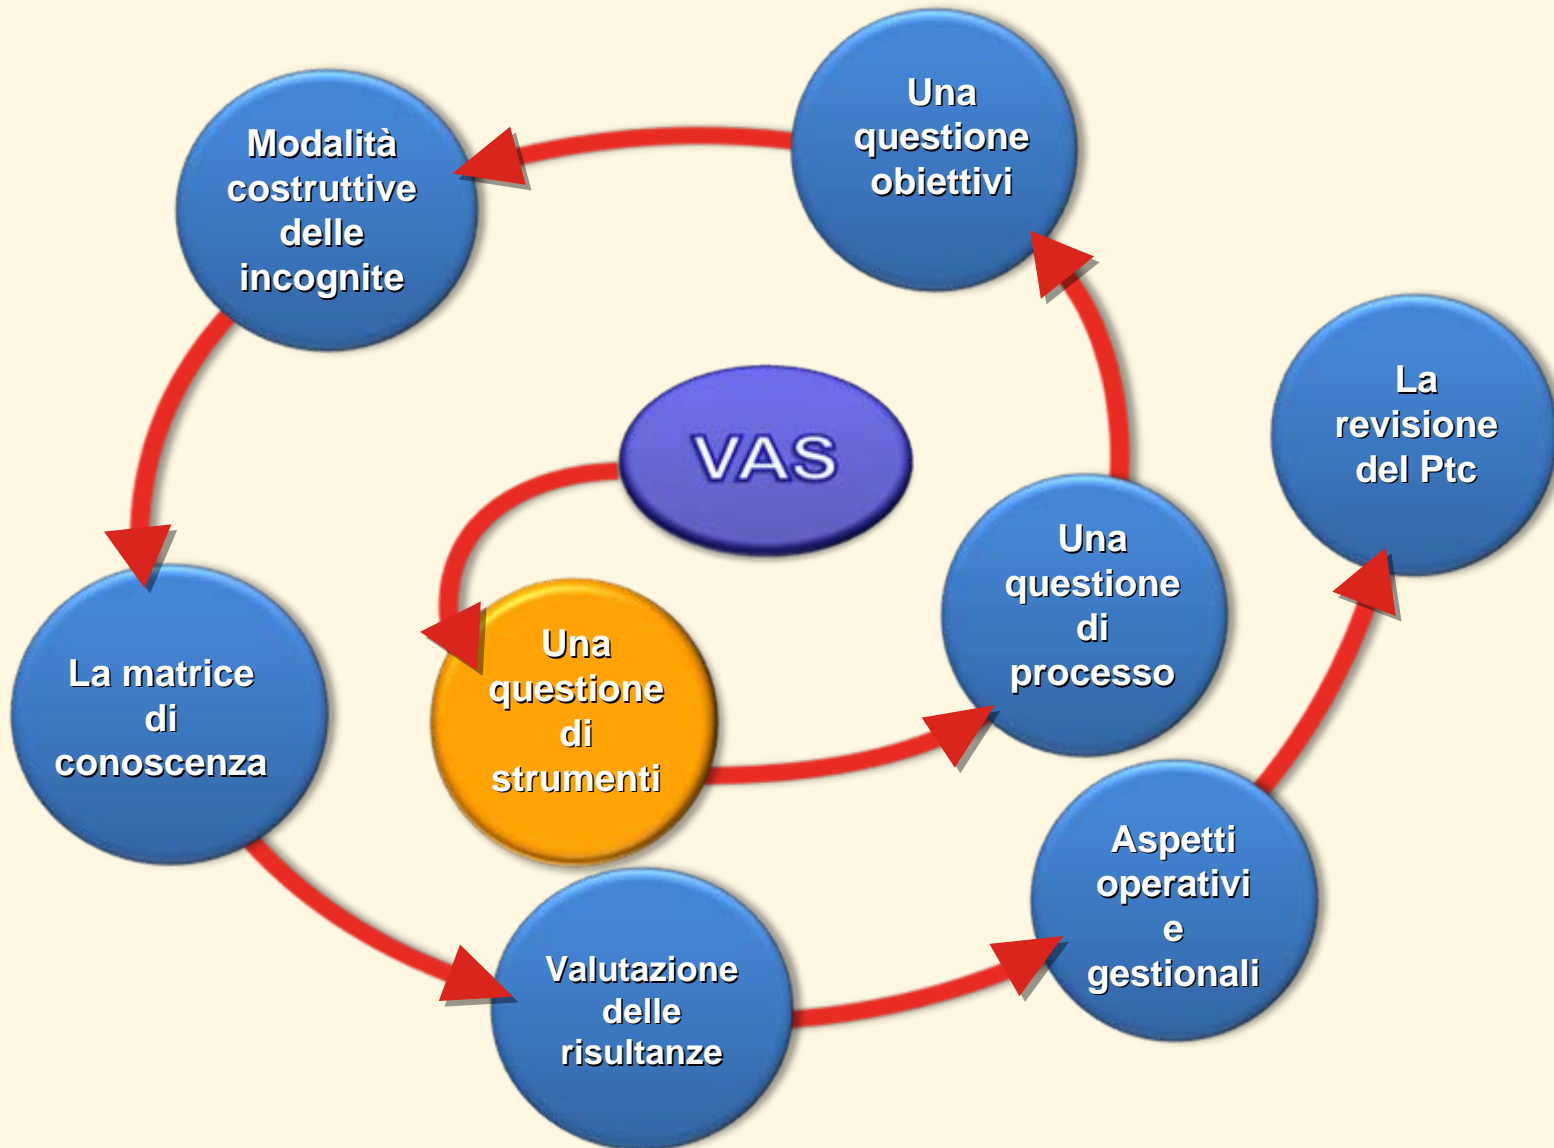 Una
questione
obiettivi
Modalità
costruttive
delle
incognite
La
revisione
del Ptc
VAS
Una
questione
di
processo
Una
questione
di
strumenti
La matrice
di
conoscenza
Aspetti
operativi
e
gestionali
Valutazione
delle
risultanze